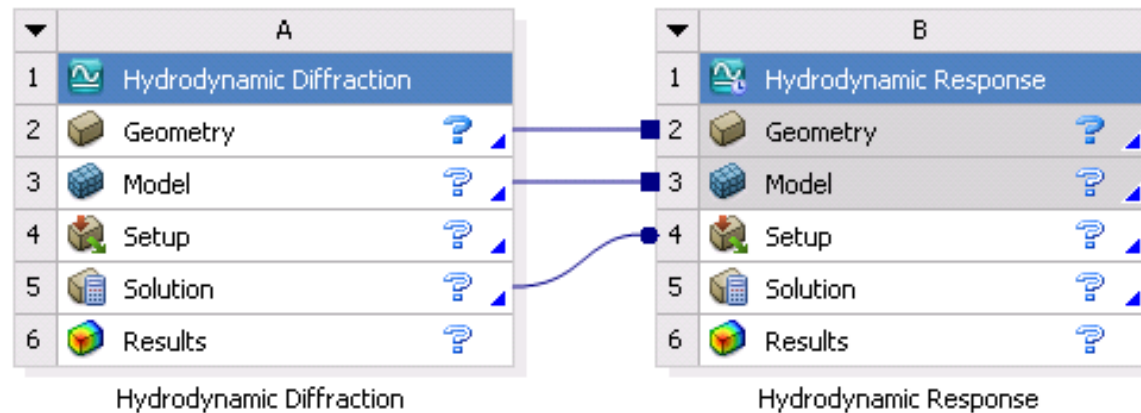 A
1 Hydrodynamic Diffraction
2 Geometry ?
3 Model ?
4 Setup ?
5 Solution ?
6 Results ?
Hydrodynamic Diffraction
B
1 Hydrodynamic Response
2 Geometry ?
3 Model ?
4 Setup ?
5 Solution ?
6 Results ?
Hydrodynamic Response